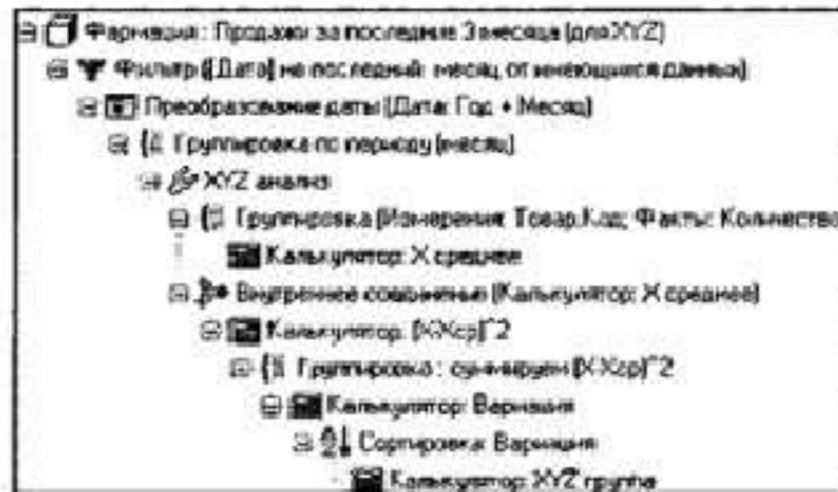 Фармация: Продажи за последние 3 месяца (для XYZ)
Фильтр ([Дата] на последний месяц от имеющихся данных)
Преобразование даты (Дата: Год + Месяц)
Группировка по периоду (месяц)
XYZ анализ
Группировка (Измерения: Товар.Код; Факты: Количество
Калькулятор: X среднее
Внутреннее соединение (Калькулятор: X среднее)
Калькулятор: (X-Xср)^2
Группировка: суммируем (X-Xср)^2
Калькулятор: Вариация
Сортировка: Вариация
Калькулятор: XYZ группа